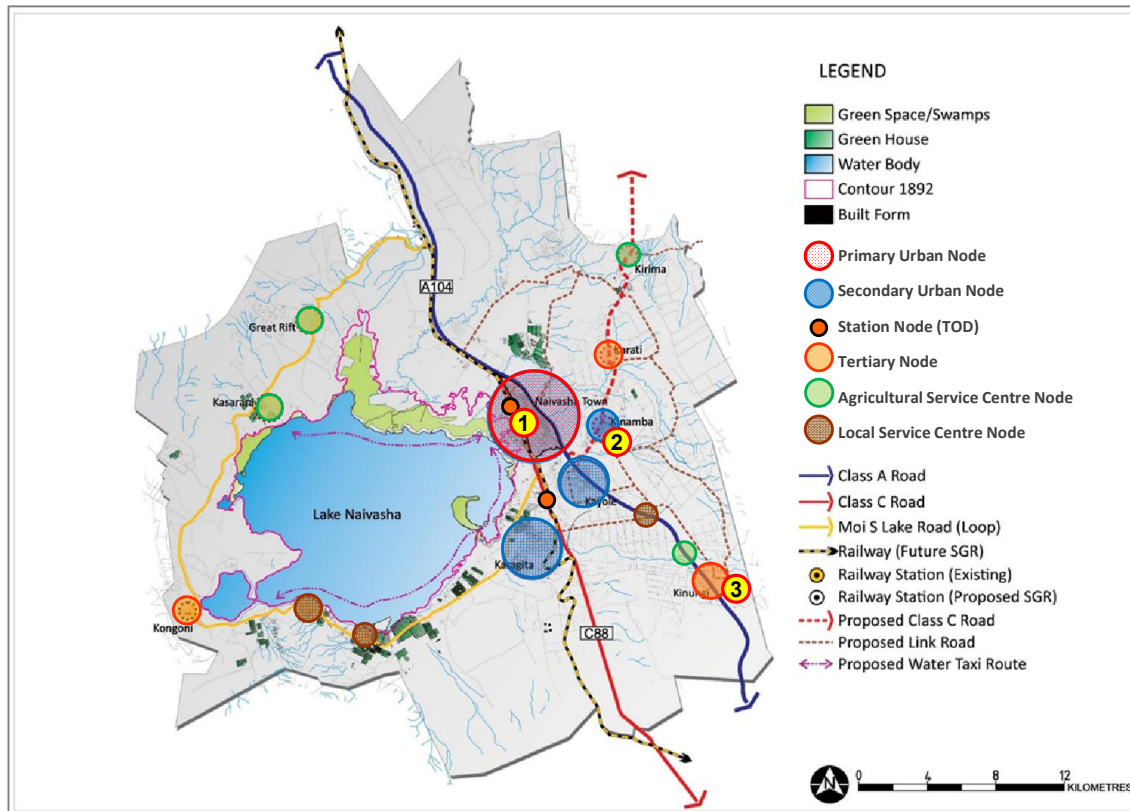 LEGEND
Green Space/Swamps
Green House
Water Body
Contour 1892
Built Form
Primary Urban Node
Secondary Urban Node
Station Node (TOD)
Tertiary Node
Agricultural Service Centre Node
Local Service Centre Node
Class A Road
Class C Road
Moi S Lake Road (Loop)
Railway (Future SGR)
Railway Station (Existing)
Railway Station (Proposed SGR)
Proposed Class C Road
Proposed Link Road
Proposed Water Taxi Route
N
0 4 8 12
KILOMETRES
Kirima
A104
Great Rift
Kasarani
Naivasha Town
1
Kinamba
2
Lake Naivasha
Kayole
Karagita
3
Kongoni
C88